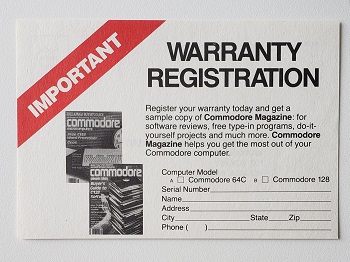 IMPORTANT
WARRANTY
REGISTRATION
Register your warranty today and get a
sample copy of Commodore Magazine: for
software reviews, free type-in programs, do-it-
yourself projects and much more. Commodore
Magazine helps you get the most out of your
Commodore computer.
commodore
commodore
Computer Model
A Commodore 64C B Commodore 128
Serial Number
Name
Address
City State Zip
Phone ( )